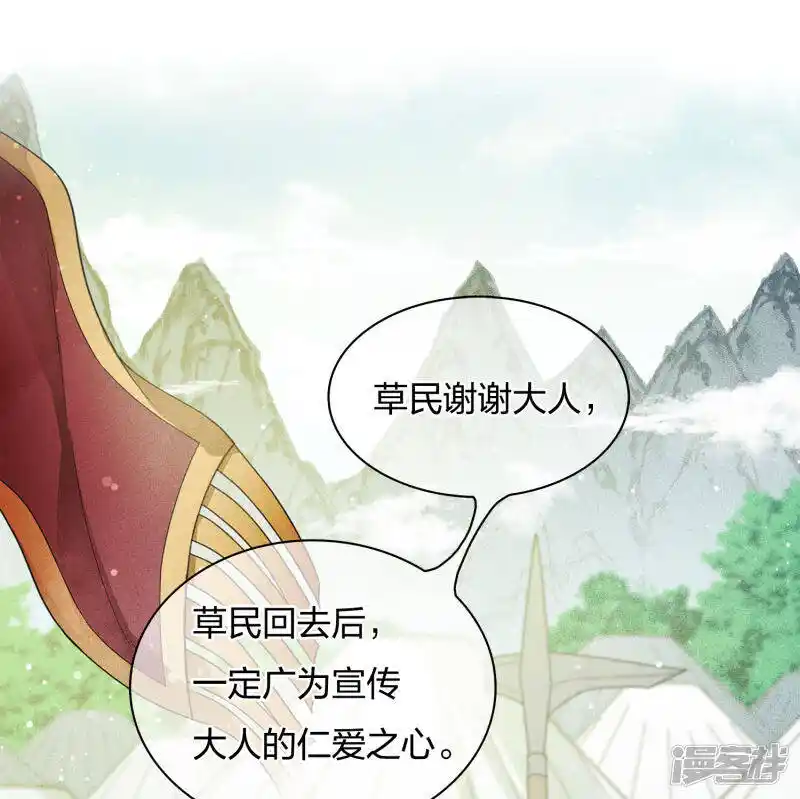 草民谢谢大人，
草民回去后，
一定广为宣传
大人的仁爱之心。
漫客栈